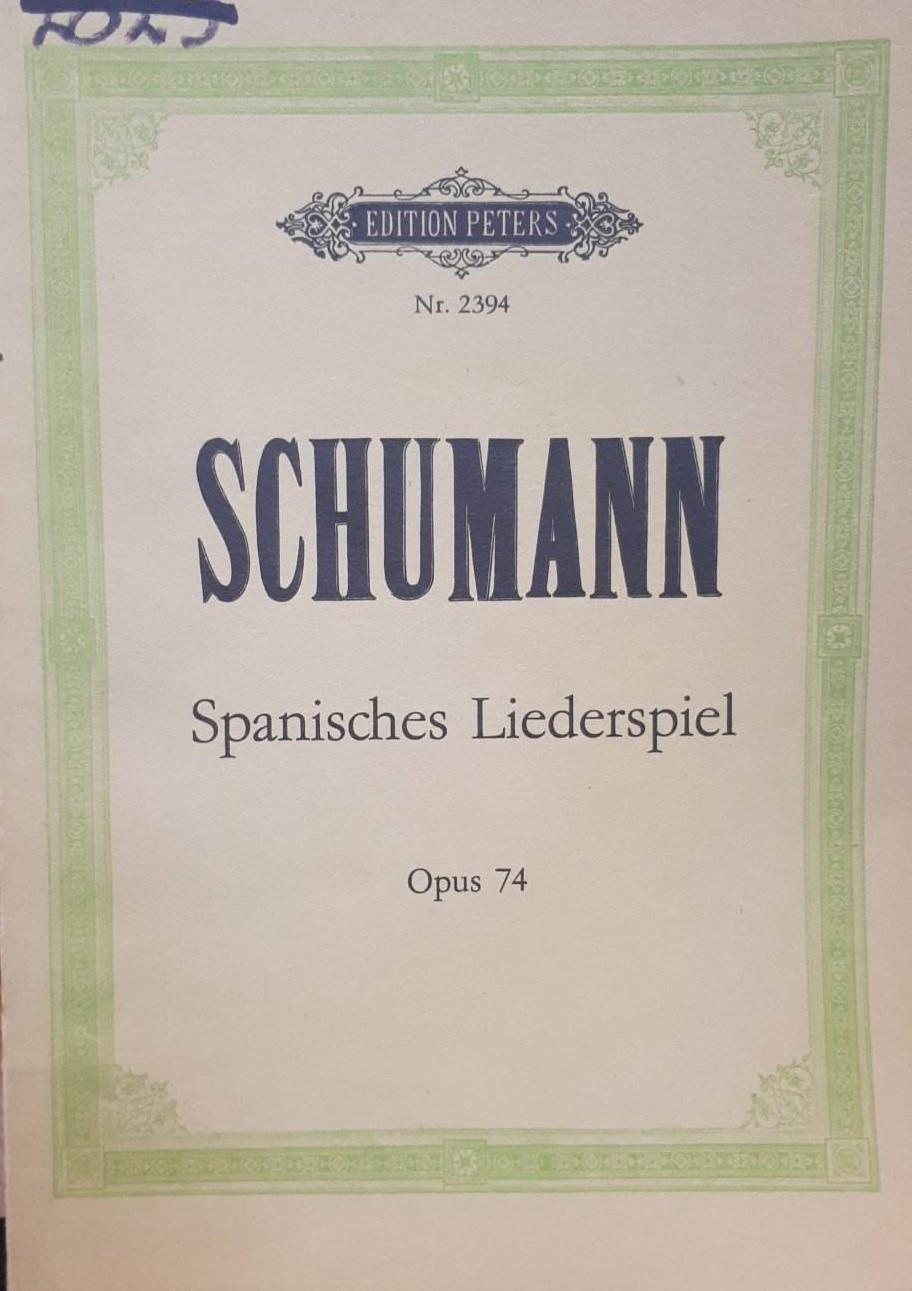 EDITION PETERS
Nr. 2394
SCHUMANN
Spanisches Liederspiel
Opus 74